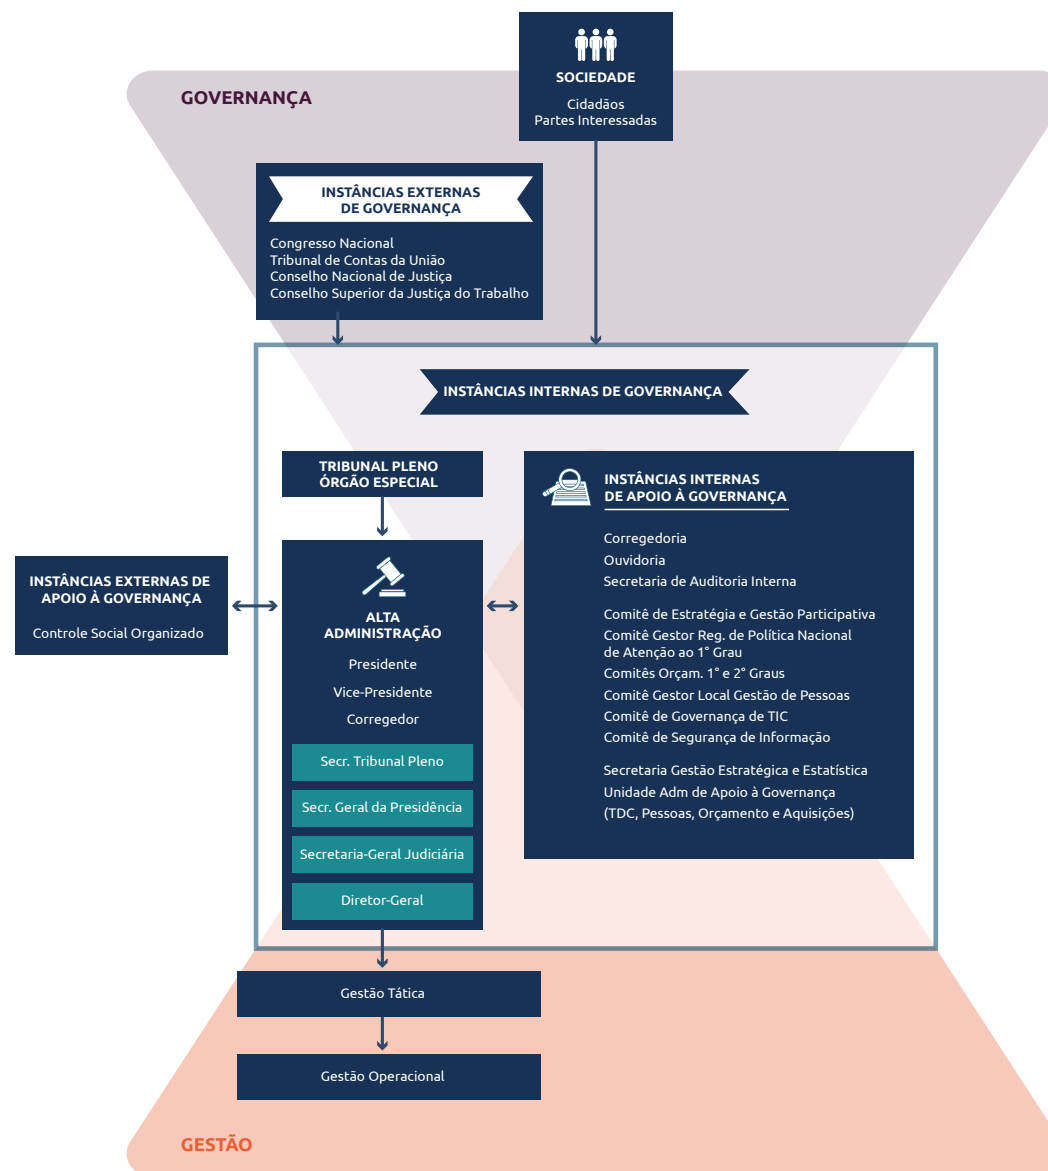 SOCIEDADE
Cidadãos
Partes Interessadas
GOVERNANÇA
INSTÂNCIAS EXTERNAS
DE GOVERNANÇA
Congresso Nacional
Tribunal de Contas da União
Conselho Nacional de Justiça
Conselho Superior da Justiça do Trabalho
INSTÂNCIAS INTERNAS DE GOVERNANÇA
TRIBUNAL PLENO
ÓRGÃO ESPECIAL
INSTÂNCIAS EXTERNAS DE
APOIO À GOVERNANÇA
Controle Social Organizado
ALTA
ADMINISTRAÇÃO
Presidente
Vice-Presidente
Corregedor
Secr. Tribunal Pleno
Secr. Geral da Presidência
Secretaria-Geral Judiciária
Diretor-Geral
INSTÂNCIAS INTERNAS
DE APOIO À GOVERNANÇA
Corregedoria
Ouvidoria
Secretaria de Auditoria Interna
Comitê de Estratégia e Gestão Participativa
Comitê Gestor Reg. de Política Nacional
de Atenção ao 1° Grau
Comitês Orçam. 1° e 2° Graus
Comitê Gestor Local Gestão de Pessoas
Comitê de Governança de TIC
Comitê de Segurança de Informação
Secretaria Gestão Estratégica e Estatística
Unidade Adm de Apoio à Governança
(TDC, Pessoas, Orçamento e Aquisições)
Gestão Tática
Gestão Operacional
GESTÃO